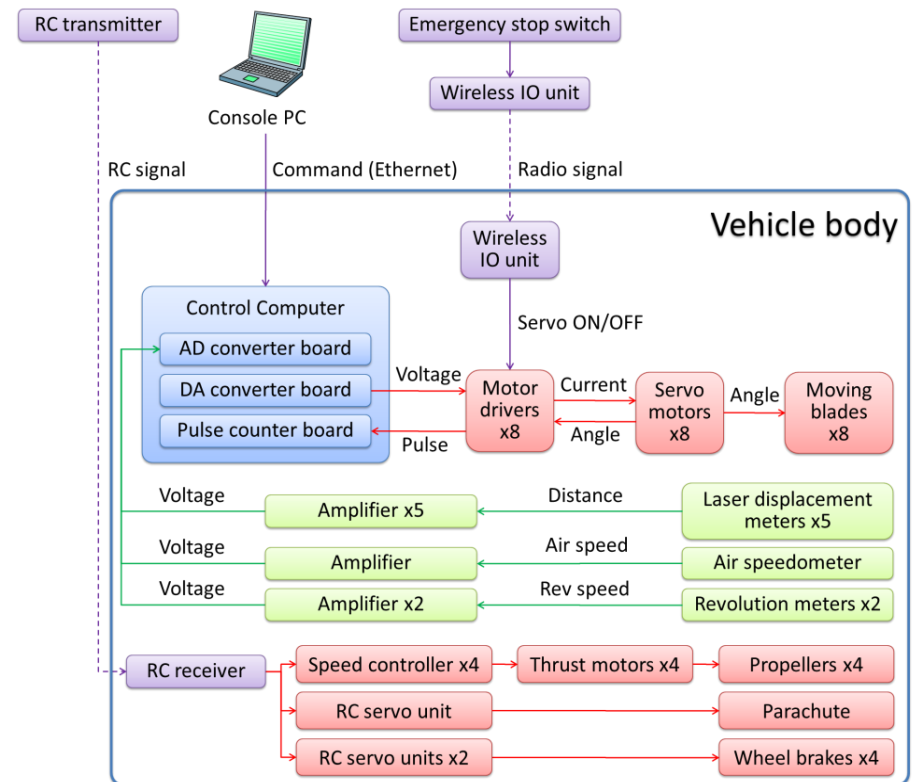 RC transmitter
Emergency stop switch
Wireless IO unit
Console PC
RC signal
Command (Ethernet)
Radio signal
Vehicle body
Wireless
IO unit
Control Computer
Servo ON/OFF
AD converter board
DA converter board
Pulse counter board
Voltage
Pulse
Motor
drivers
x8
Current
Angle
Servo
motors
x8
Angle
Moving
blades
x8
Voltage
Amplifier x5
Distance
Laser displacement
meters x5
Voltage
Amplifier
Air speed
Air speedometer
Voltage
Amplifier x2
Rev speed
Revolution meters x2
RC receiver
Speed controller x4
Thrust motors x4
Propellers x4
RC servo unit
Parachute
RC servo units x2
Wheel brakes x4